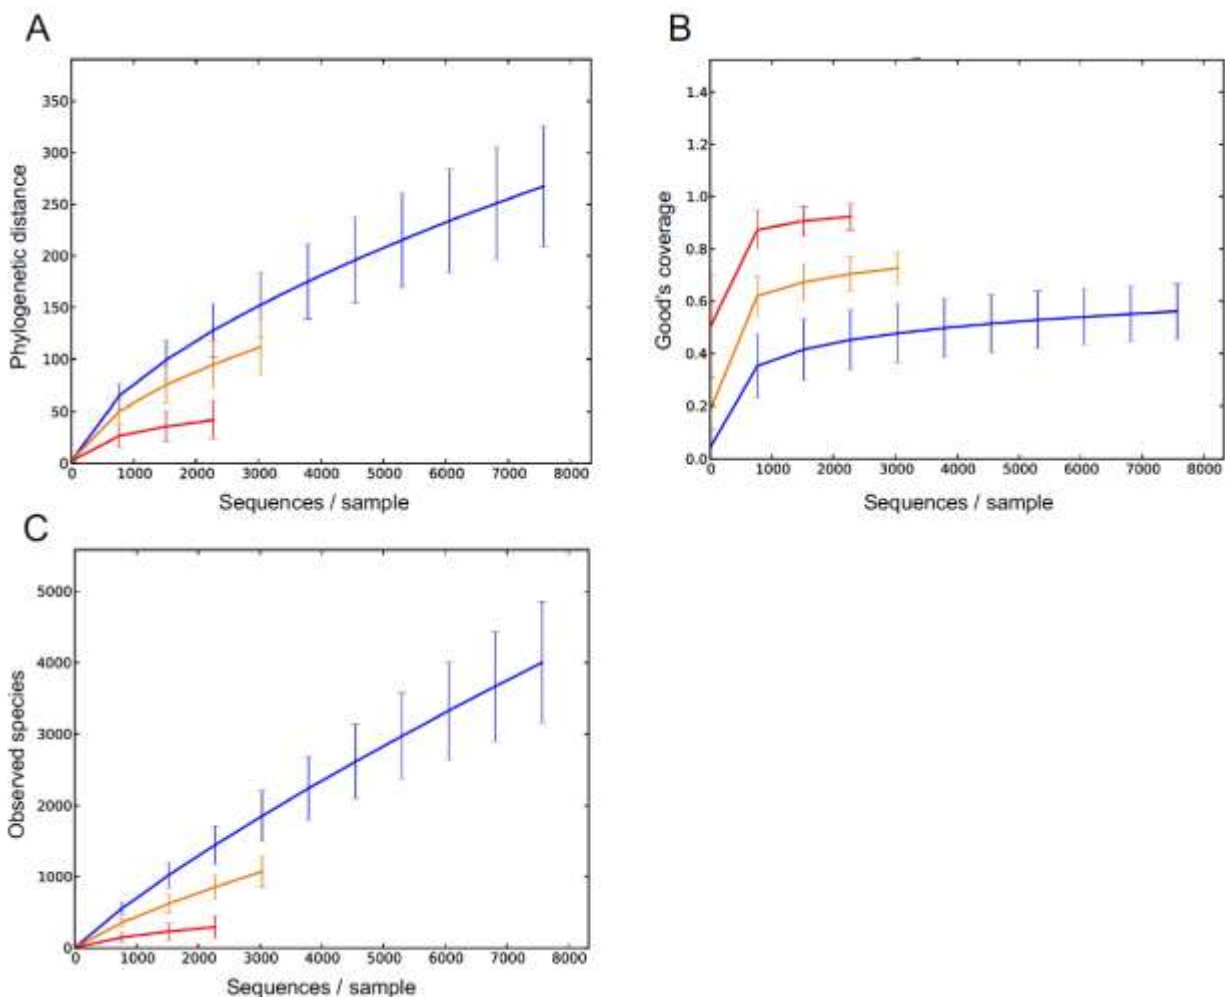 A
Phylogenetic distance
350
300
250
200
150
100
50
0
0 1000 2000 3000 4000 5000 6000 7000 8000
Sequences / sample
B
Good's coverage
1.4
1.2
1.0
0.8
0.6
0.4
0.2
0.0
0 1000 2000 3000 4000 5000 6000 7000 8000
Sequences / sample
C
Observed species
5000
4000
3000
2000
1000
0
0 1000 2000 3000 4000 5000 6000 7000 8000
Sequences / sample